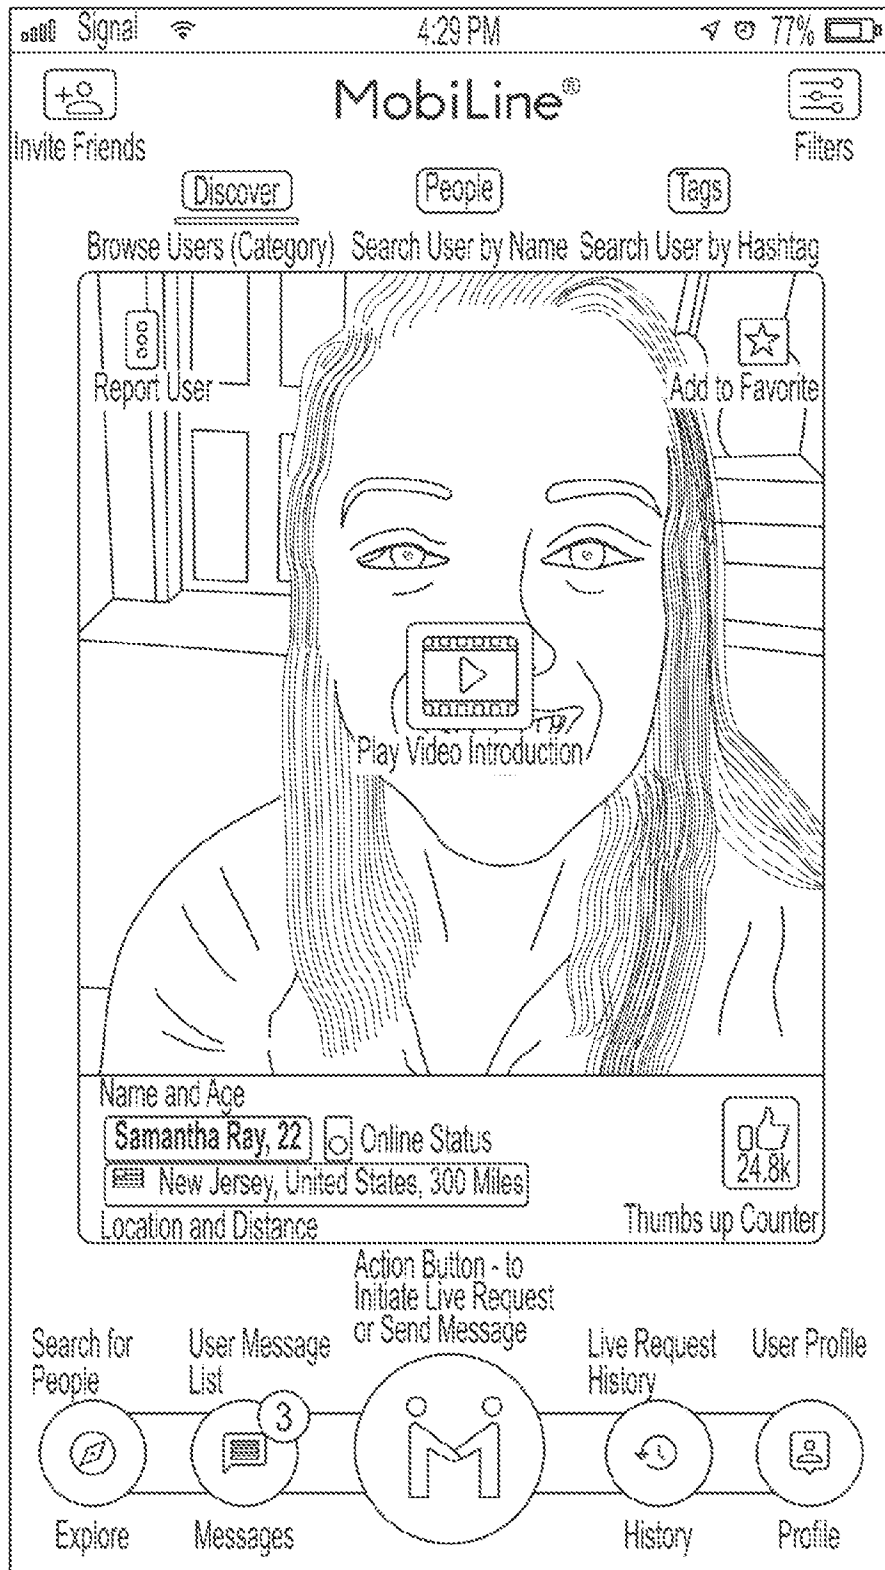 Signal 4:29 PM 77%
MobiLine®
Invite Friends Filters
Discover People Tags
Browse Users (Category) Search User by Name Search User by Hashtag
Report User Add to Favorite
Play Video Introduction
Name and Age
Samantha Ray, 22 Online Status
24.8k
New Jersey, United States, 300 Miles
Location and Distance Thumbs up Counter
Action Button - to
Initiate Live Request
or Send Message
Search for
People
User Message
List
Live Request
History
User Profile
3
Explore Messages History Profile